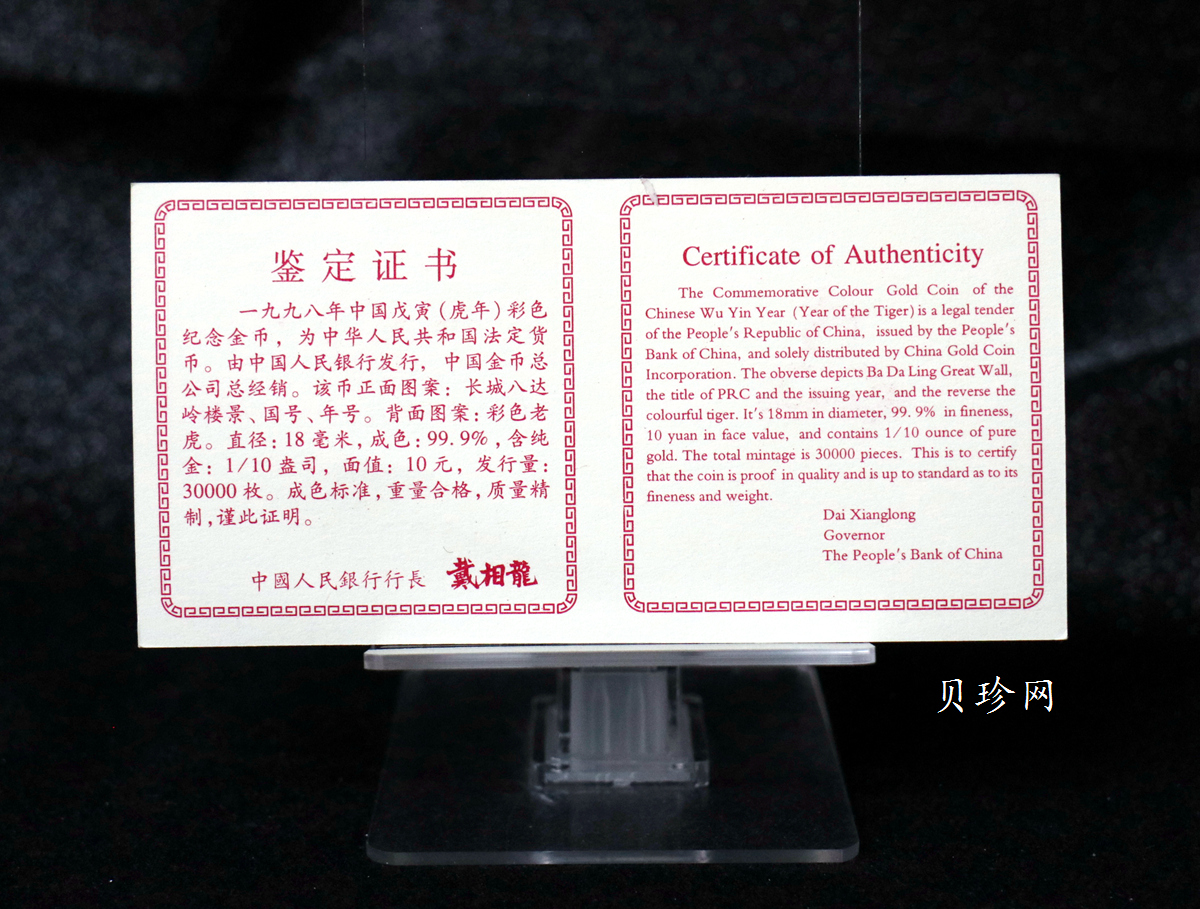 鉴定证书
一九九八年中国戊寅(虎年)彩色
纪念金币，为中华人民共和国法定货
币。由中国人民银行发行，中国金币总
公司总经销。该币正面图案：长城八达
岭楼景、国号、年号。背面图案：彩色老
虎。直径：18毫米，成色：99.9%，含纯
金：1/10盎司，面值：10元，发行量：
30000枚。成色标准，重量合格，质量精
制，谨此证明。
中國人民銀行行長 戴相龍
Certificate of Authenticity
The Commemorative Colour Gold Coin of the
Chinese Wu Yin Year (Year of the Tiger) is a legal tender
of the People's Republic of China, issued by the People's
Bank of China, and solely distributed by China Gold Coin
Incorporation. The obverse depicts Ba Da Ling Great Wall,
the title of PRC and the issuing year, and the reverse the
colourful tiger. It's 18mm in diameter, 99.9% in fineness,
10 yuan in face value, and contains 1/10 ounce of pure
gold. The total mintage is 30000 pieces. This is to certify
that the coin is proof in quality and is up to standard as to its
fineness and weight.
Dai Xianglong
Governor
The People's Bank of China
贝珍网